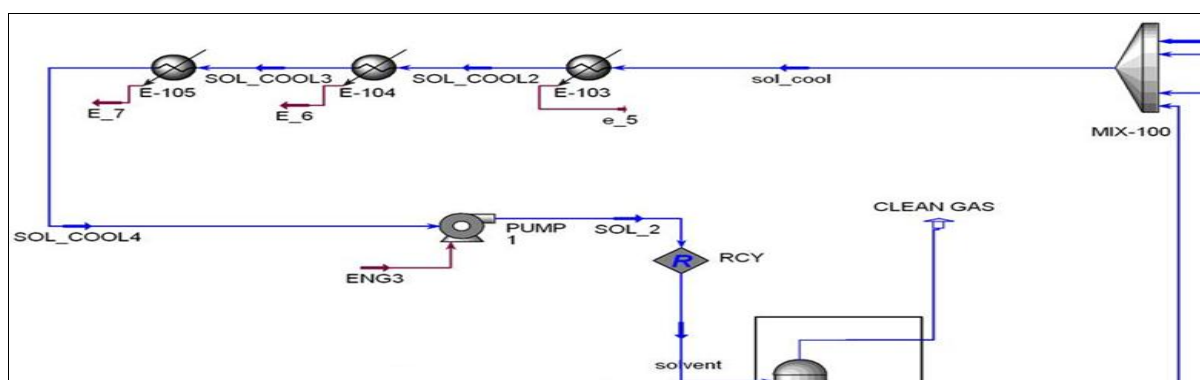 SOL_COOL3
SOL_COOL2
sol_cool
E-105
E-104
E-103
E_7
E_6
e_5
MIX-100
CLEAN GAS
SOL_COOL4
PUMP
1
SOL_2
ENG3
R
RCY
solvent